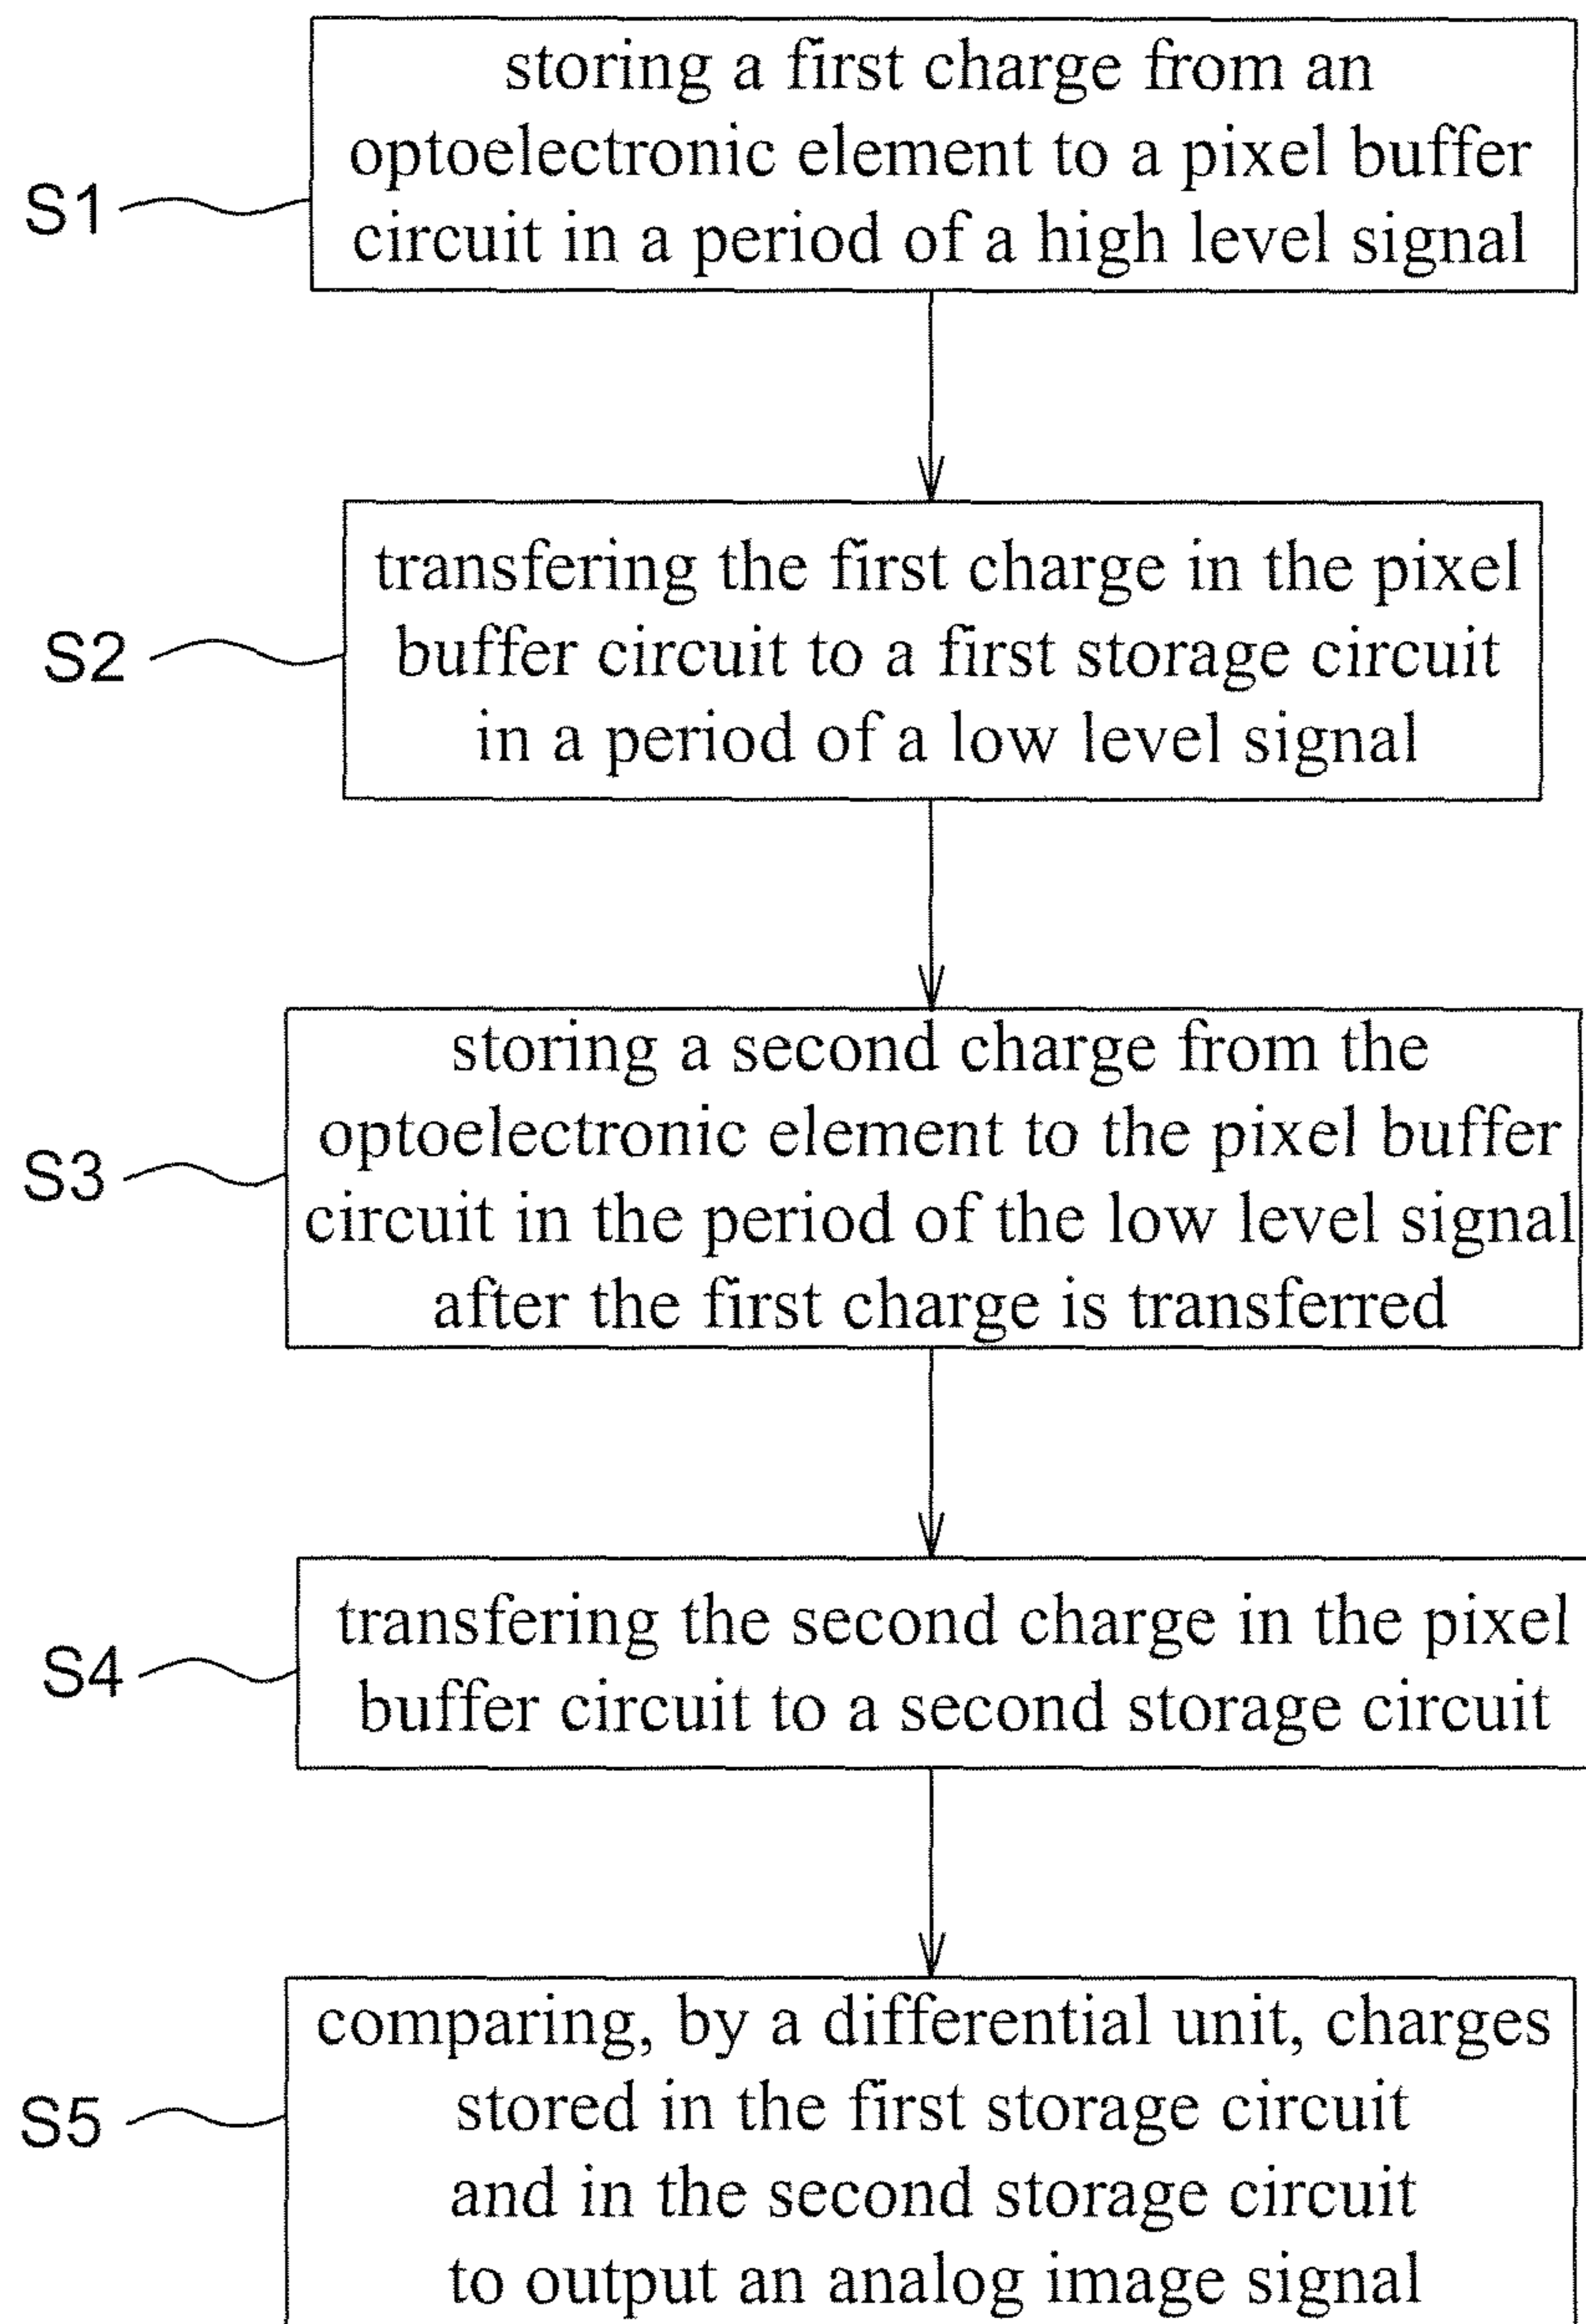 storing a first charge from an
optoelectronic element to a pixel buffer
circuit in a period of a high level signal
S1
transfering the first charge in the pixel
buffer circuit to a first storage circuit
in a period of a low level signal
S2
storing a second charge from the
optoelectronic element to the pixel buffer
circuit in the period of the low level signal
after the first charge is transferred
S3
transfering the second charge in the pixel
buffer circuit to a second storage circuit
S4
comparing, by a differential unit, charges
stored in the first storage circuit
and in the second storage circuit
to output an analog image signal
S5